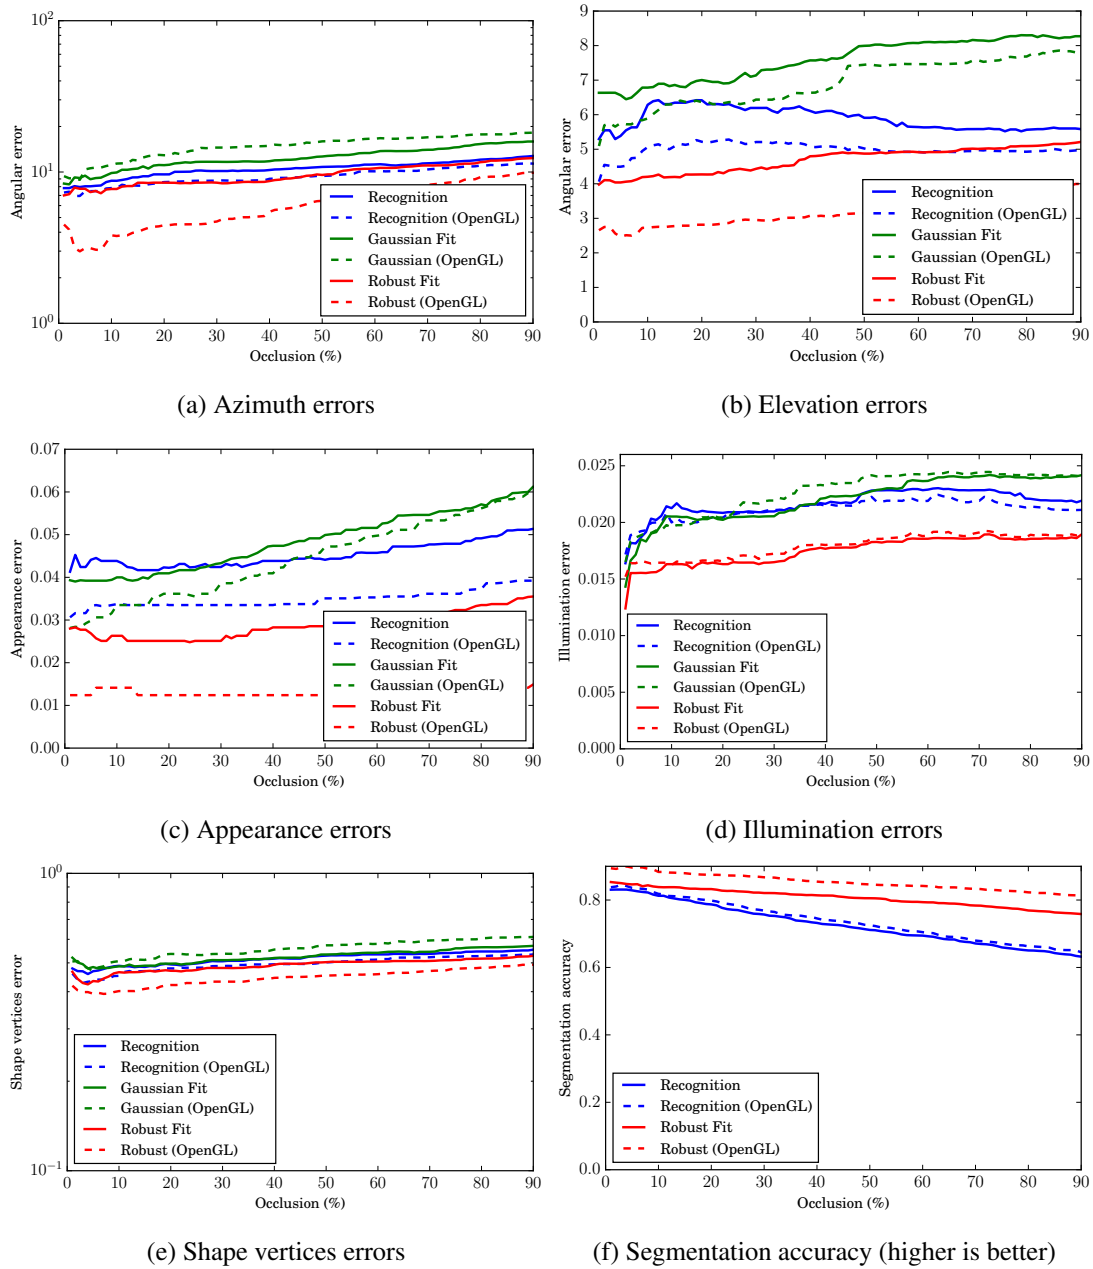 10^2
10^1
10^0
Angular error
0 10 20 30 40 50 60 70 80 90
Occlusion (%)
Recognition
Recognition (OpenGL)
Gaussian Fit
Gaussian (OpenGL)
Robust Fit
Robust (OpenGL)
(a) Azimuth errors
9
8
7
6
5
4
3
2
1
0
Angular error
0 10 20 30 40 50 60 70 80 90
Occlusion (%)
Recognition
Recognition (OpenGL)
Gaussian Fit
Gaussian (OpenGL)
Robust Fit
Robust (OpenGL)
(b) Elevation errors
0.07
0.06
0.05
0.04
0.03
0.02
0.01
0.00
Appearance error
0 10 20 30 40 50 60 70 80 90
Occlusion (%)
Recognition
Recognition (OpenGL)
Gaussian Fit
Gaussian (OpenGL)
Robust Fit
Robust (OpenGL)
(c) Appearance errors
0.025
0.020
0.015
0.010
0.005
0.000
Illumination error
0 10 20 30 40 50 60 70 80 90
Occlusion (%)
Recognition
Recognition (OpenGL)
Gaussian Fit
Gaussian (OpenGL)
Robust Fit
Robust (OpenGL)
(d) Illumination errors
10^0
10^-1
Shape vertices error
0 10 20 30 40 50 60 70 80 90
Occlusion (%)
Recognition
Recognition (OpenGL)
Gaussian Fit
Gaussian (OpenGL)
Robust Fit
Robust (OpenGL)
(e) Shape vertices errors
0.8
0.6
0.4
0.2
0.0
Segmentation accuracy
0 10 20 30 40 50 60 70 80 90
Occlusion (%)
Recognition
Recognition (OpenGL)
Robust Fit
Robust (OpenGL)
(f) Segmentation accuracy (higher is better)